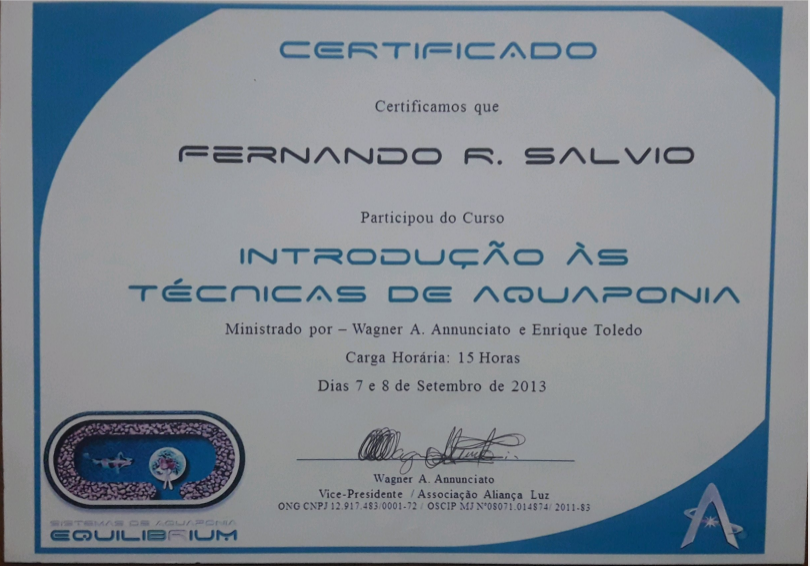 CERTIFICADO
Certificamos que
FERNANDO R. SALVIO
Participou do Curso
INTRODUÇÃO ÀS
TÉCNICAS DE AQUAPONIA
Ministrado por – Wagner A. Annunciato e Enrique Toledo
Carga Horária: 15 Horas
Dias 7 e 8 de Setembro de 2013
Wagner A. Annunciato
Vice-Presidente / Associação Aliança Luz
ONG CNPJ 12.917.483/0001-72 / OSCIP MJ Nº08071.014874/ 2011-83
SISTEMAS DE AQUAPONIA
EQUILIBRIUM